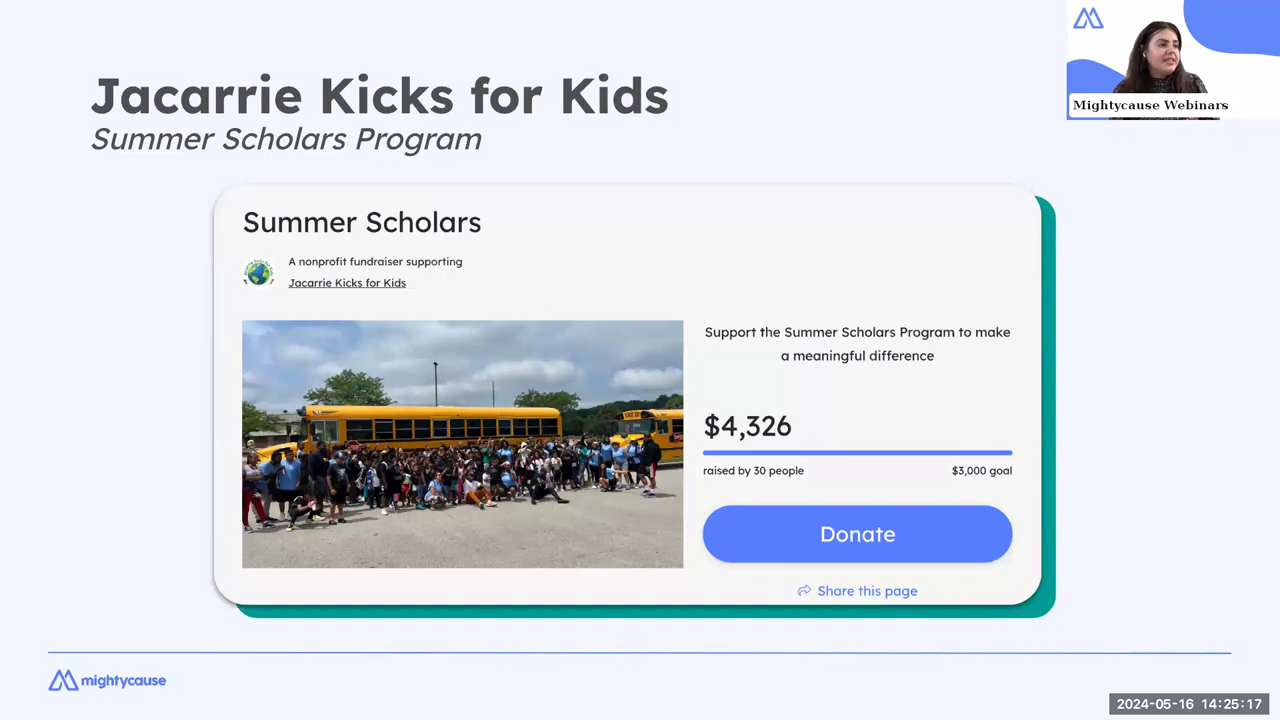 Jacarrie Kicks for Kids
Summer Scholars Program
Mightycause Webinars
Summer Scholars
A nonprofit fundraiser supporting
Jacarrie Kicks for Kids
Support the Summer Scholars Program to make
a meaningful difference
$4,326
raised by 30 people
$3,000 goal
Donate
Share this page
mightycause
2024-05-16 14:25:17